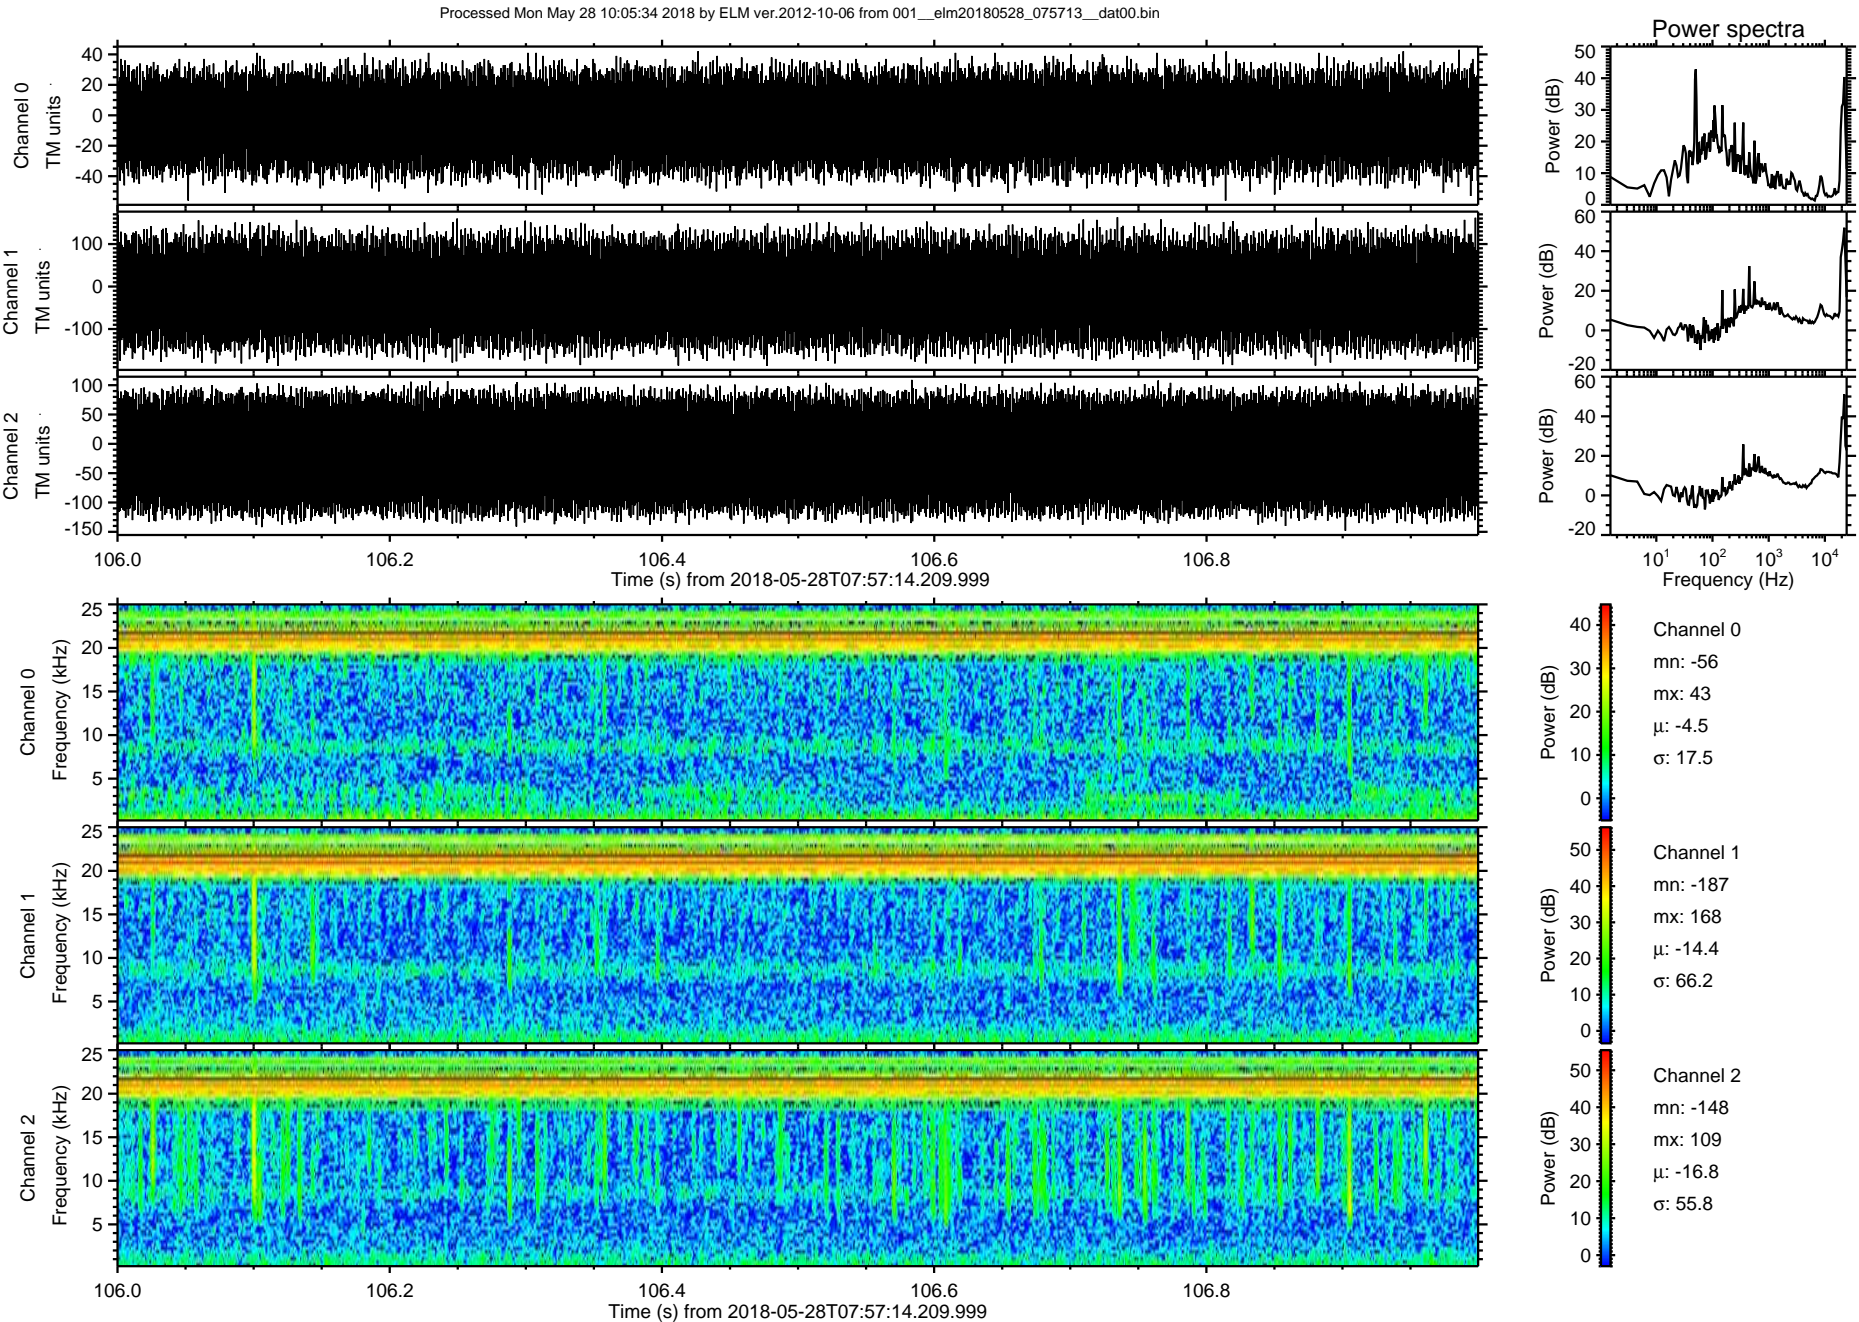 Processed Mon May 28 10:05:34 2018 by ELM ver.2012-10-06 from 001__elm20180528_075713__dat00.bin
Power spectra
Channel 0
TM units
40
20
0
-20
-40
Power (dB)
50
40
30
20
10
0
Channel 1
TM units
100
0
-100
Power (dB)
60
40
20
0
-20
Channel 2
TM units
100
50
0
-50
-100
-150
Power (dB)
60
40
20
0
-20
106.0 106.2 106.4 106.6 106.8
Time (s) from 2018-05-28T07:57:14.209.999
10^1 10^2 10^3 10^4
Frequency (Hz)
Channel 0
Frequency (kHz)
25
20
15
10
5
Power (dB)
40
30
20
10
0
Channel 0
mn: -56
mx: 43
μ: -4.5
σ: 17.5
Channel 1
Frequency (kHz)
25
20
15
10
5
Power (dB)
50
40
30
20
10
0
Channel 1
mn: -187
mx: 168
μ: -14.4
σ: 66.2
Channel 2
Frequency (kHz)
25
20
15
10
5
Power (dB)
50
40
30
20
10
0
Channel 2
mn: -148
mx: 109
μ: -16.8
σ: 55.8
106.0 106.2 106.4 106.6 106.8
Time (s) from 2018-05-28T07:57:14.209.999